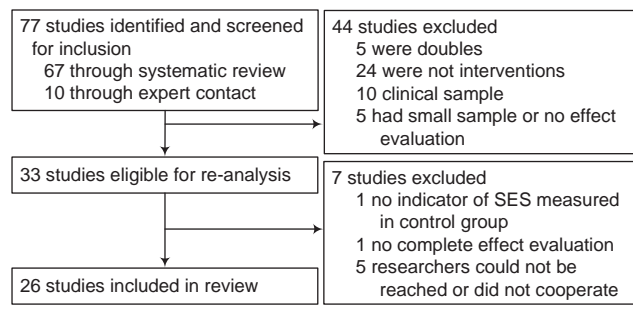 77 studies identified and screened
for inclusion
67 through systematic review
10 through expert contact
44 studies excluded
5 were doubles
24 were not interventions
10 clinical sample
5 had small sample or no effect
evaluation
33 studies eligible for re-analysis
7 studies excluded
1 no indicator of SES measured
in control group
1 no complete effect evaluation
5 researchers could not be
reached or did not cooperate
26 studies included in review